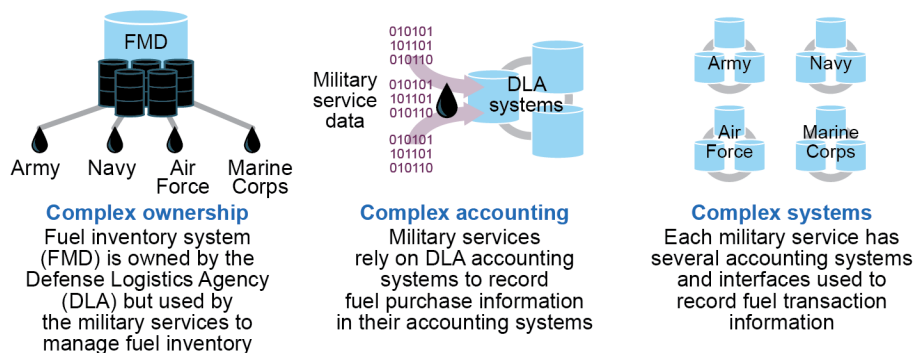 FMD
Army
Navy
Air
Force
Marine
Corps
Complex ownership
Fuel inventory system
(FMD) is owned by the
Defense Logistics Agency
(DLA) but used by
the military services to
manage fuel inventory
010101
101101
010110
Military
service
data
010101
101101
010110
010101
101101
010110
DLA
systems
Complex accounting
Military services
rely on DLA accounting
systems to record
fuel purchase information
in their accounting systems
Army
Navy
Air
Force
Marine
Corps
Complex systems
Each military service has
several accounting systems
and interfaces used to
record fuel transaction
information